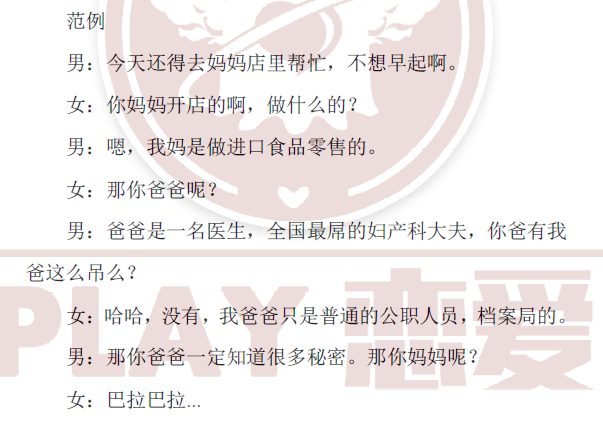 范例
男：今天还得去妈妈店里帮忙，不想早起啊。
女：你妈妈开店的啊，做什么的？
男：嗯，我妈是做进口食品零售的。
女：那你爸爸呢？
男：爸爸是一名医生，全国最屌的妇产科大夫，你爸有我
爸这么吊么？
女：哈哈，没有，我爸爸只是普通的公职人员，档案局的。
男：那你爸爸一定知道很多秘密。那你妈妈呢？
女：巴拉巴拉...
PLAY 恋爱